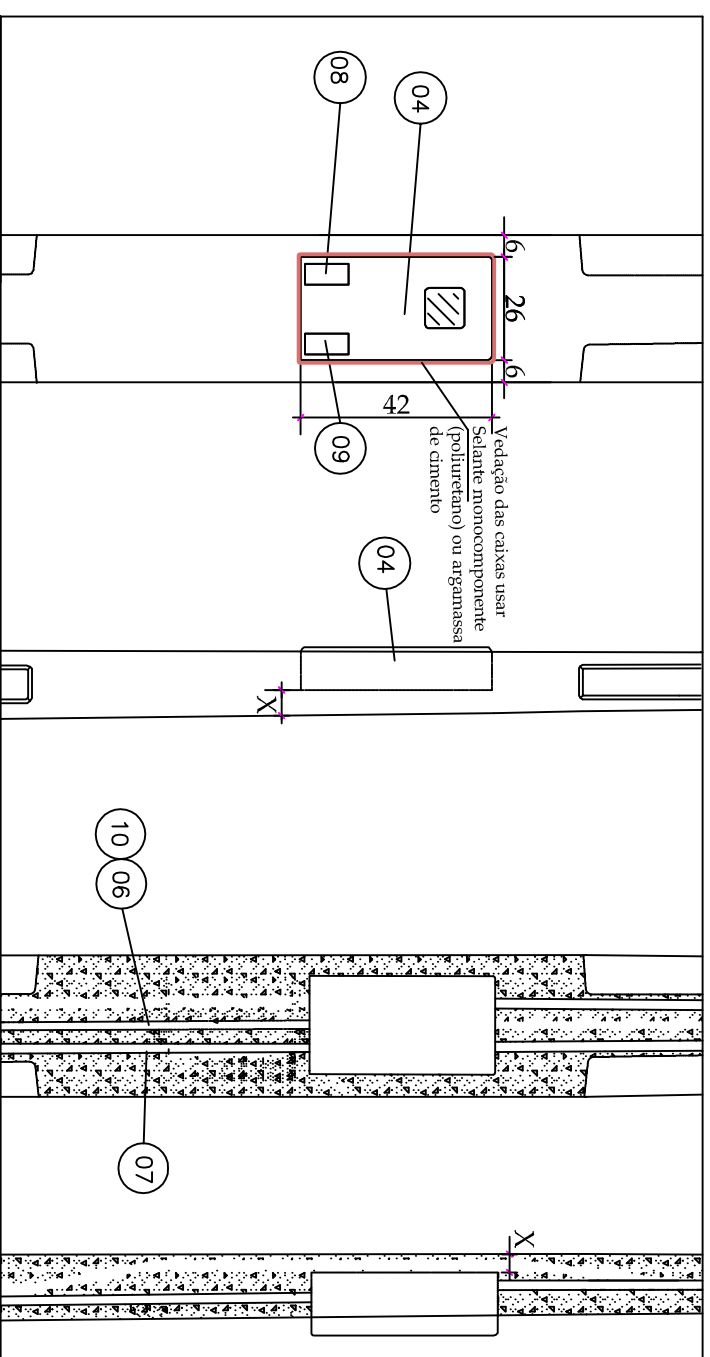 08
04
6
26
6
42
09
Vedação das caixas usar
Selante monocomponente
(poliuretano) ou argamassa
de cimento
04
X
10
06
07
X